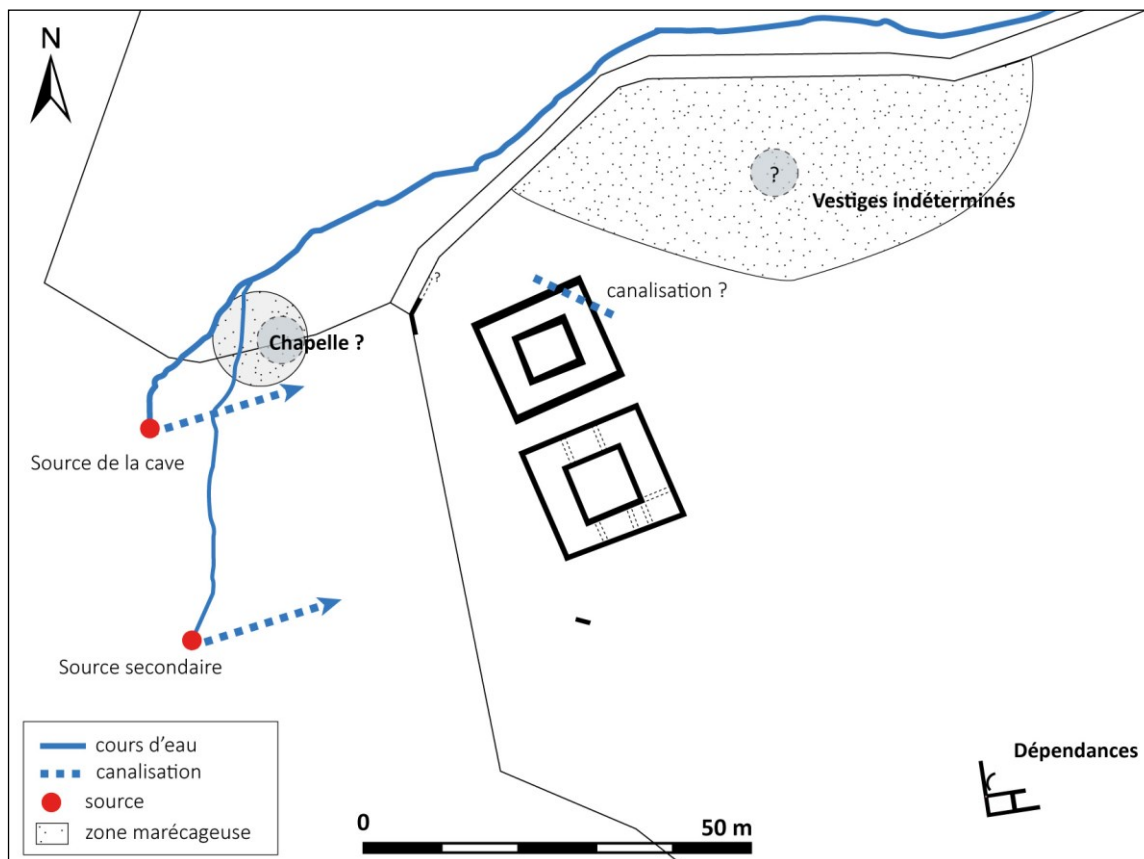 N
?
Vestiges indéterminés
?
canalisation ?
Chapelle ?
Source de la cave
Source secondaire
cours d'eau
canalisation
source
zone marécageuse
0
50 m
Dépendances